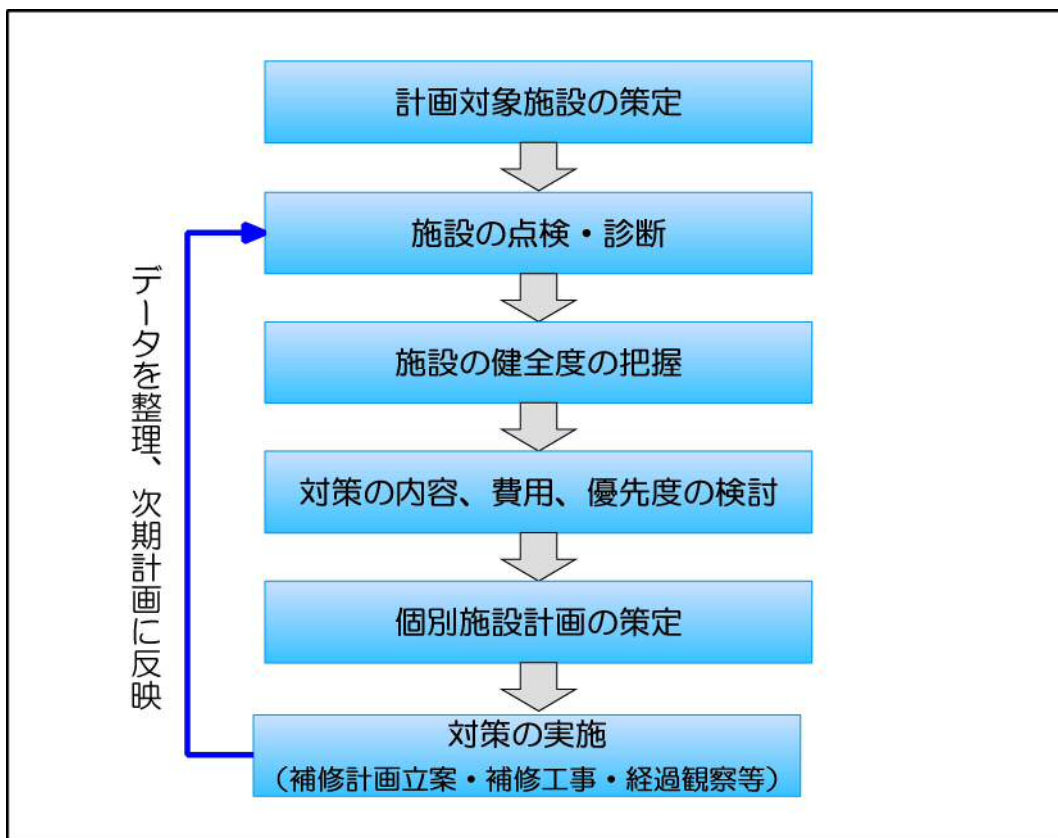 計画対象施設の策定
施設の点検・診断
施設の健全度の把握
対策の内容、費用、優先度の検討
個別施設計画の策定
対策の実施
（補修計画立案・補修工事・経過観察等）
データを整理、次期計画に反映